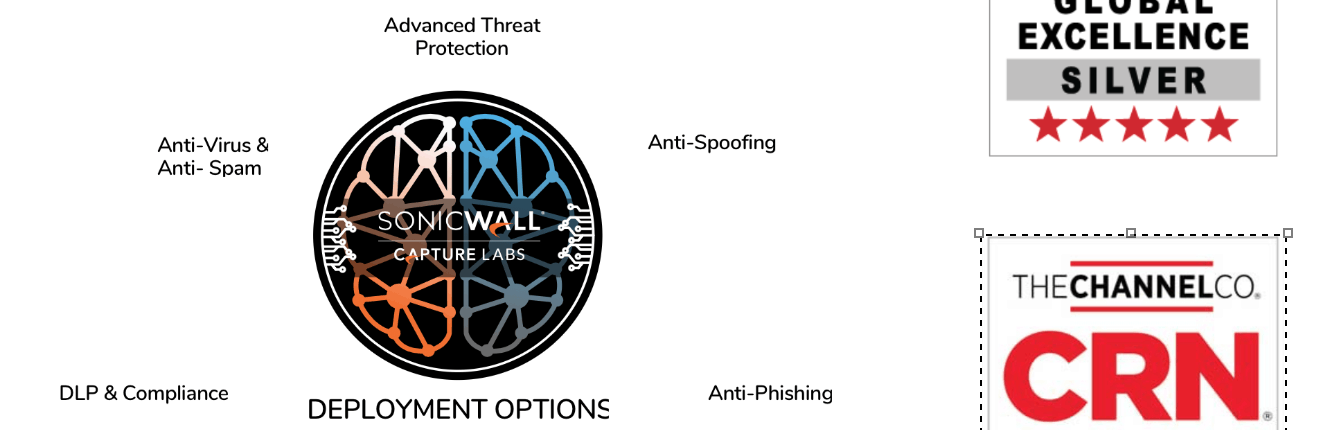 Advanced Threat
Protection
Anti-Virus &
Anti- Spam
Anti-Spoofing
SONICWALL
CAPTURE LABS
DLP & Compliance
DEPLOYMENT OPTIONS
Anti-Phishing
GLOBAL
EXCELLENCE
SILVER
THECHANNELCO.
CRN®